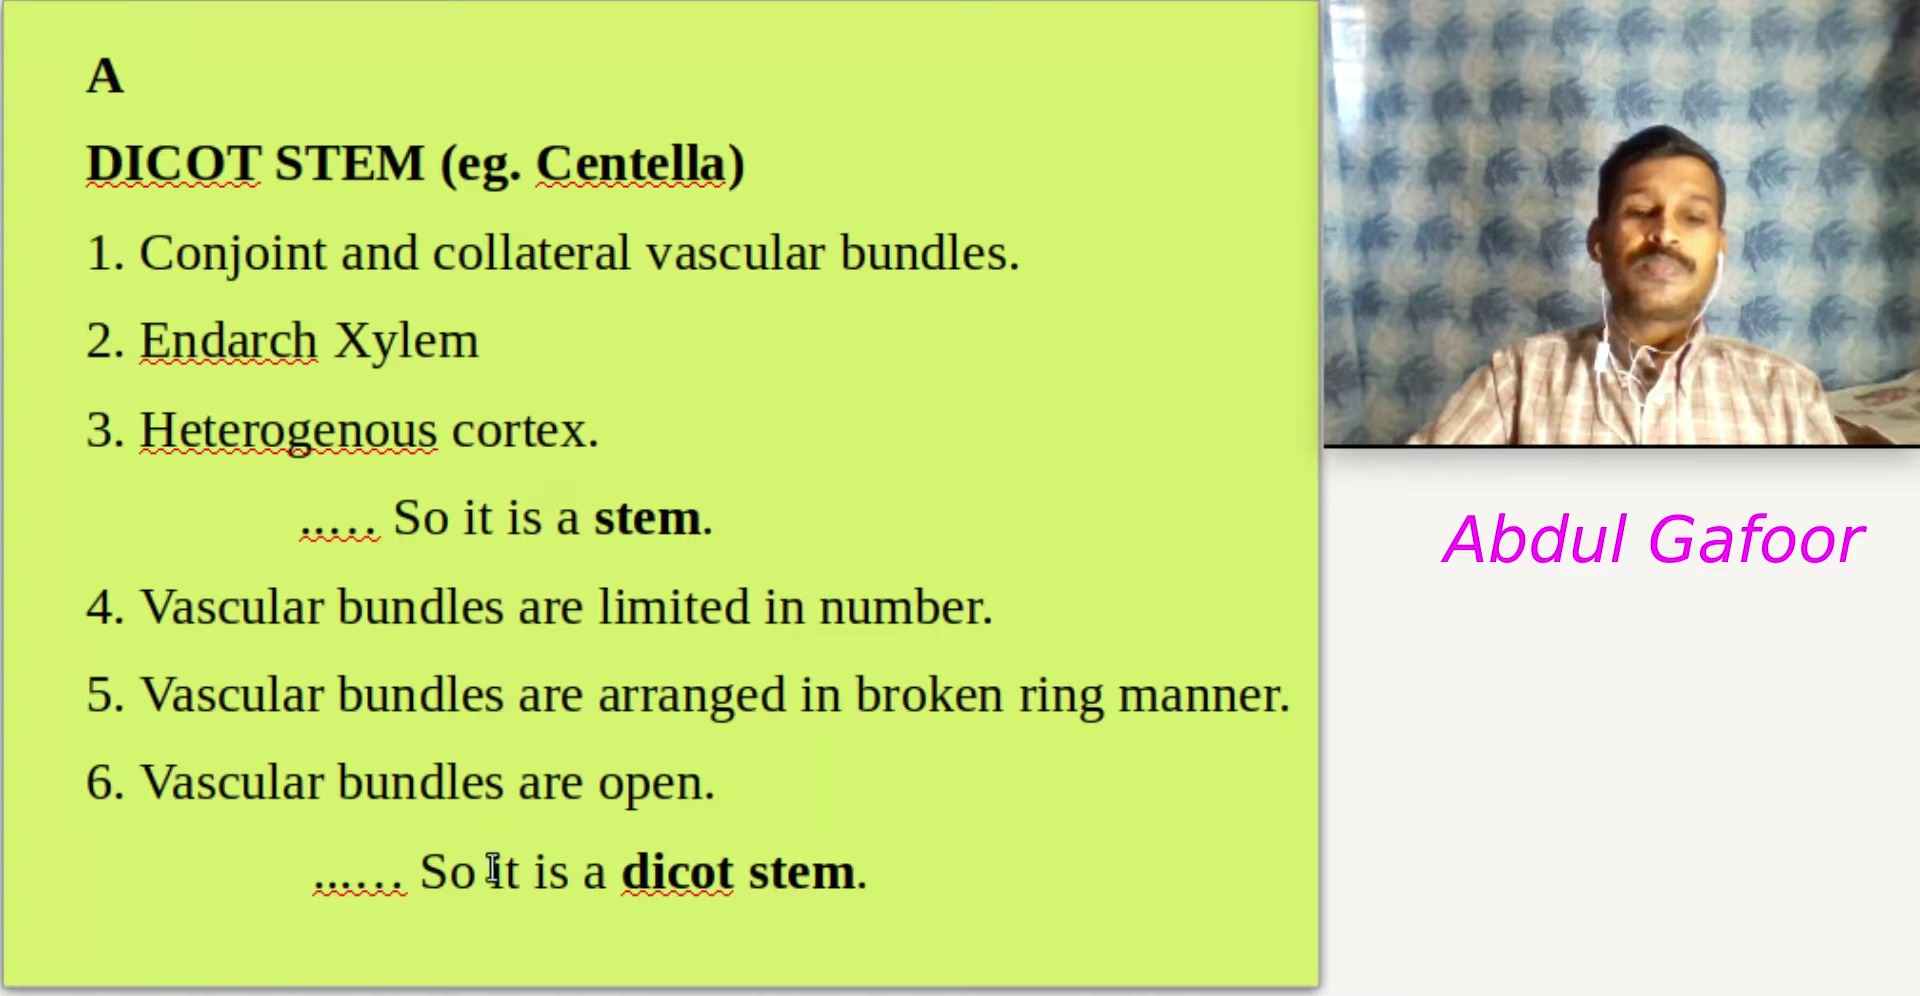 A
DICOT STEM (eg. Centella)
1. Conjoint and collateral vascular bundles.
2. Endarch Xylem
3. Heterogenous cortex.
..... So it is a stem.
4. Vascular bundles are limited in number.
5. Vascular bundles are arranged in broken ring manner.
6. Vascular bundles are open.
...... So it is a dicot stem.
Abdul Gafoor